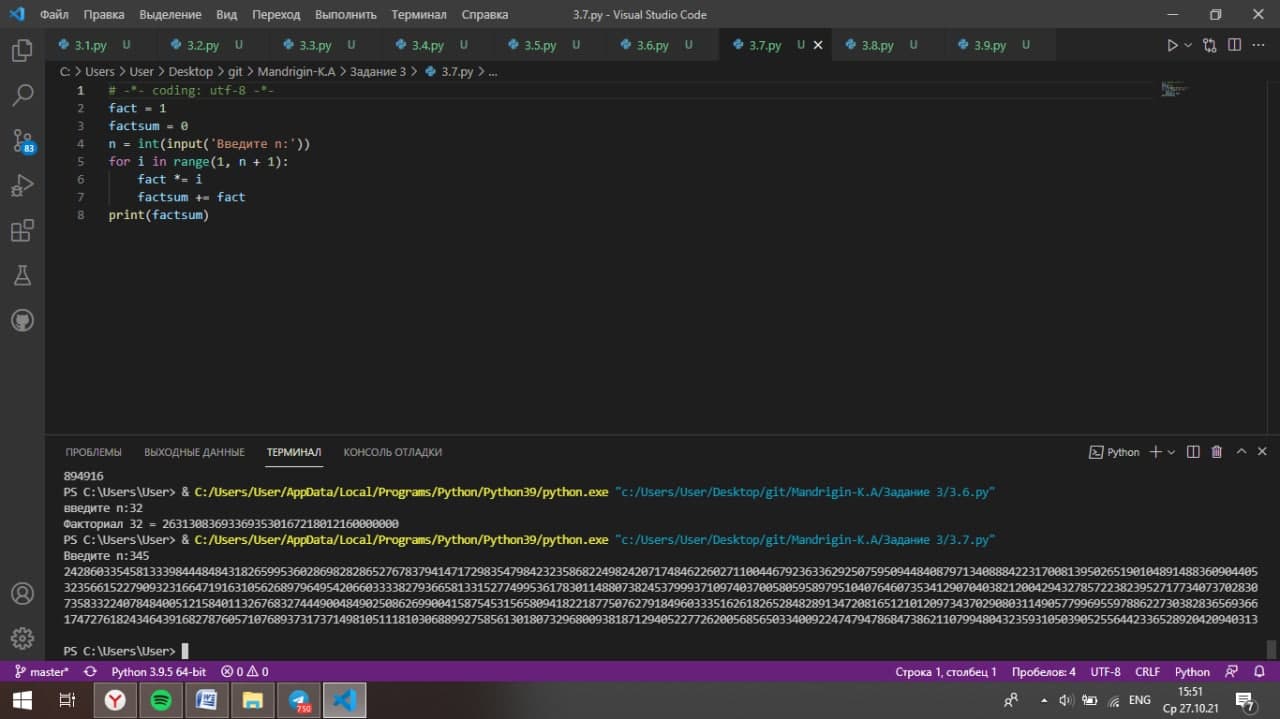 Файл Правка Выделение Вид Переход Выполнить Терминал Справка 3.7.py - Visual Studio Code
3.1.py U 3.2.py U 3.3.py U 3.4.py U 3.5.py U 3.6.py U 3.7.py U 3.8.py U 3.9.py U
C: > Users > User > Desktop > git > Mandrigin-K.A > Задание 3 > 3.7.py > ...
1 # -*- coding: utf-8 -*-
2 fact = 1
3 factsum = 0
4 n = int(input('Введите n:'))
5 for i in range(1, n + 1):
6 fact *= i
7 factsum += fact
8 print(factsum)
83
ПРОБЛЕМЫ ВЫХОДНЫЕ ДАННЫЕ ТЕРМИНАЛ КОНСОЛЬ ОТЛАДКИ Python
894916
PS C:\Users\User> & C:/Users/User/AppData/Local/Programs/Python/Python39/python.exe "c:/Users/User/Desktop/git/Mandrigin-K.A/Задание 3/3.6.py"
введите n:32
Факториал 32 = 263130836933693530167218012160000000
PS C:\Users\User> & C:/Users/User/AppData/Local/Programs/Python/Python39/python.exe "c:/Users/User/Desktop/git/Mandrigin-K.A/Задание 3/3.7.py"
Введите n:345
PS C:\Users\User>
master* Python 3.9.5 64-bit 0 0 Строка 1, столбец 1 Пробелов: 4 UTF-8 CRLF Python
750 ENG 15:51
Ср 27.10.21 7